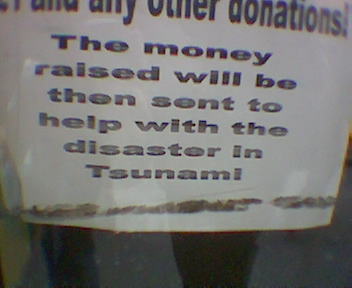 and any other donations!
The money
raised will be
then sent to
help with the
disaster in
Tsunami